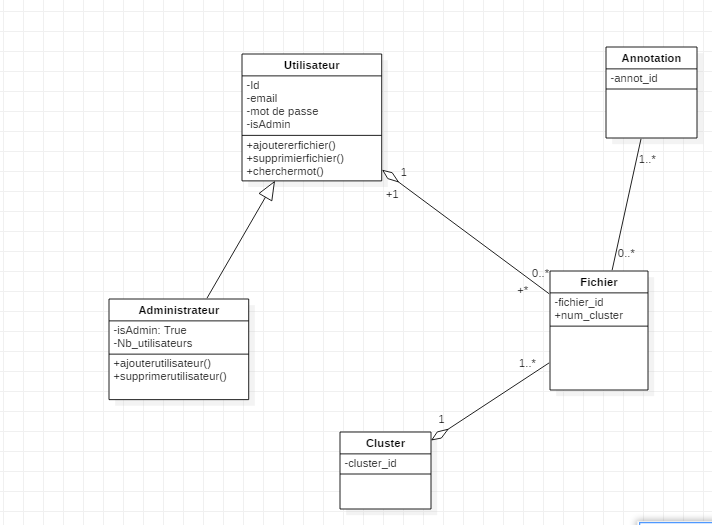 Utilisateur
-Id
-email
-mot de passe
-isAdmin
+ajoutererfichier()
+supprimierfichier()
+cherchermot()
1
+1
Annotation
-annot_id
1..*
0..*
0..*
+*
Fichier
-fichier_id
+num_cluster
Administrateur
-isAdmin: True
-Nb_utilisateurs
+ajouterutilisateur()
+supprimerutilisateur()
1..*
1
Cluster
-cluster_id